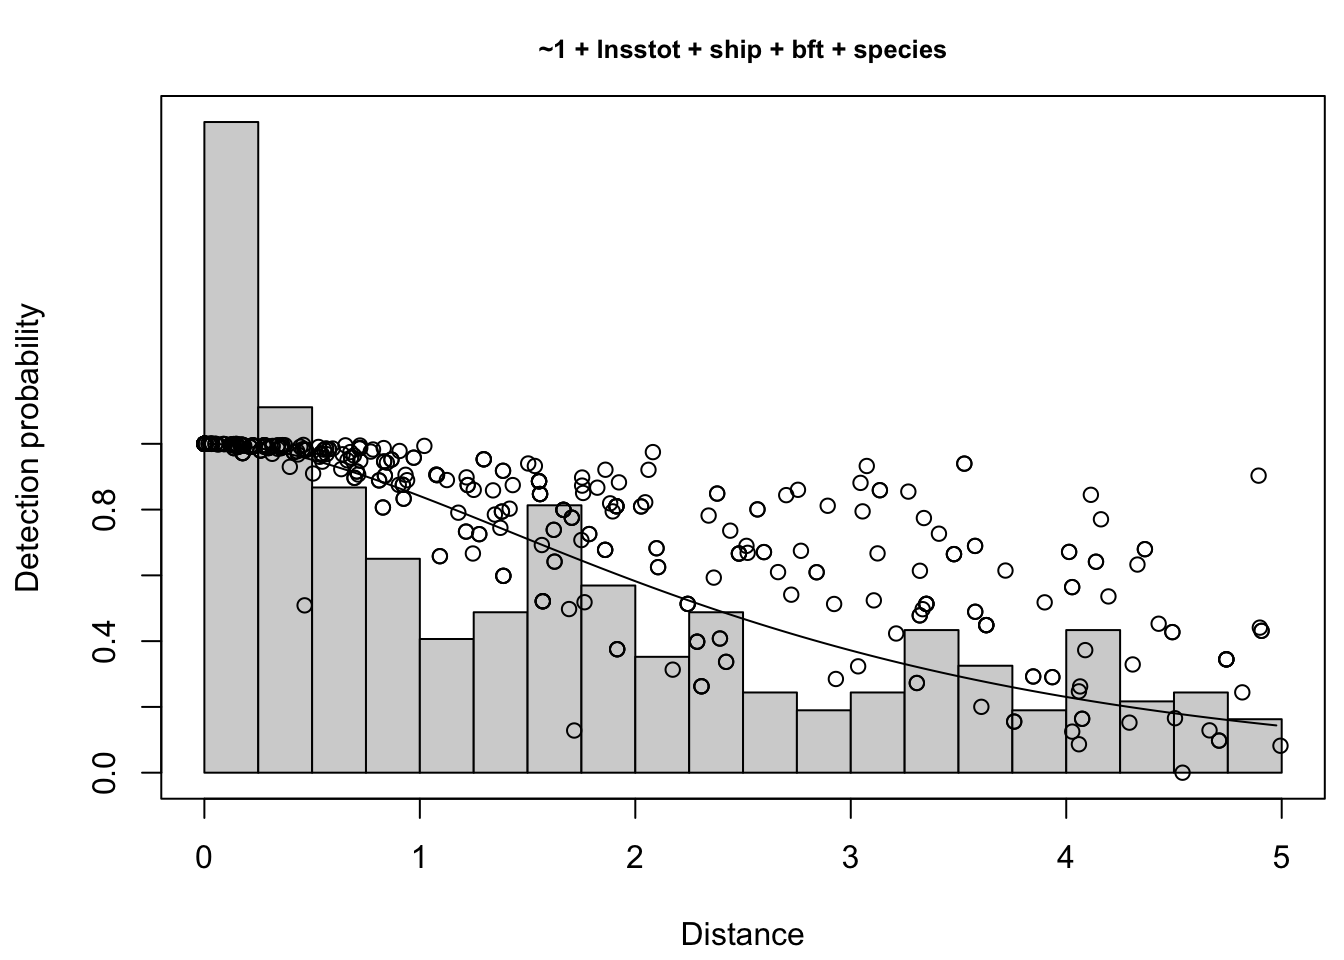 ~1 + lnsstot + ship + bft + species
Detection probability
0.8
0.4
0.0
0 1 2 3 4 5
Distance